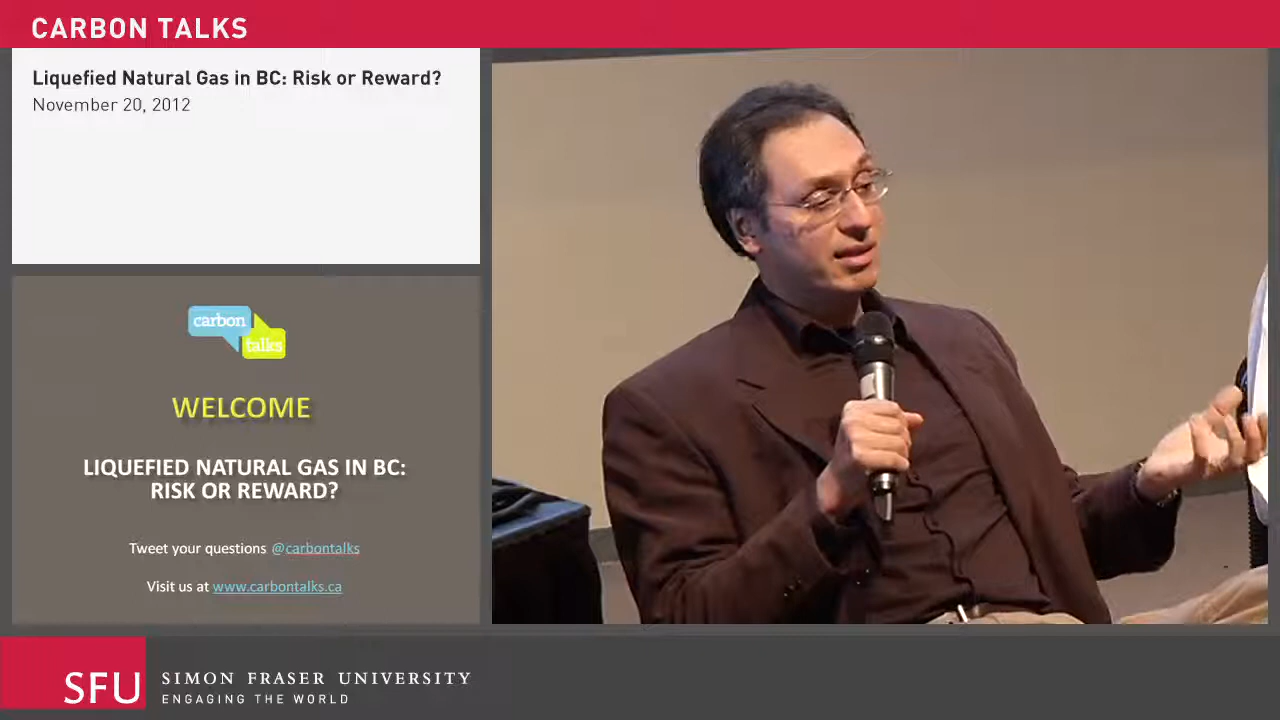 CARBON TALKS
Liquefied Natural Gas in BC: Risk or Reward?
November 20, 2012
carbon
talks
WELCOME
LIQUEFIED NATURAL GAS IN BC:
RISK OR REWARD?
Tweet your questions @carbontalks
Visit us at www.carbontalks.ca
SFU
SIMON FRASER UNIVERSITY
ENGAGING THE WORLD